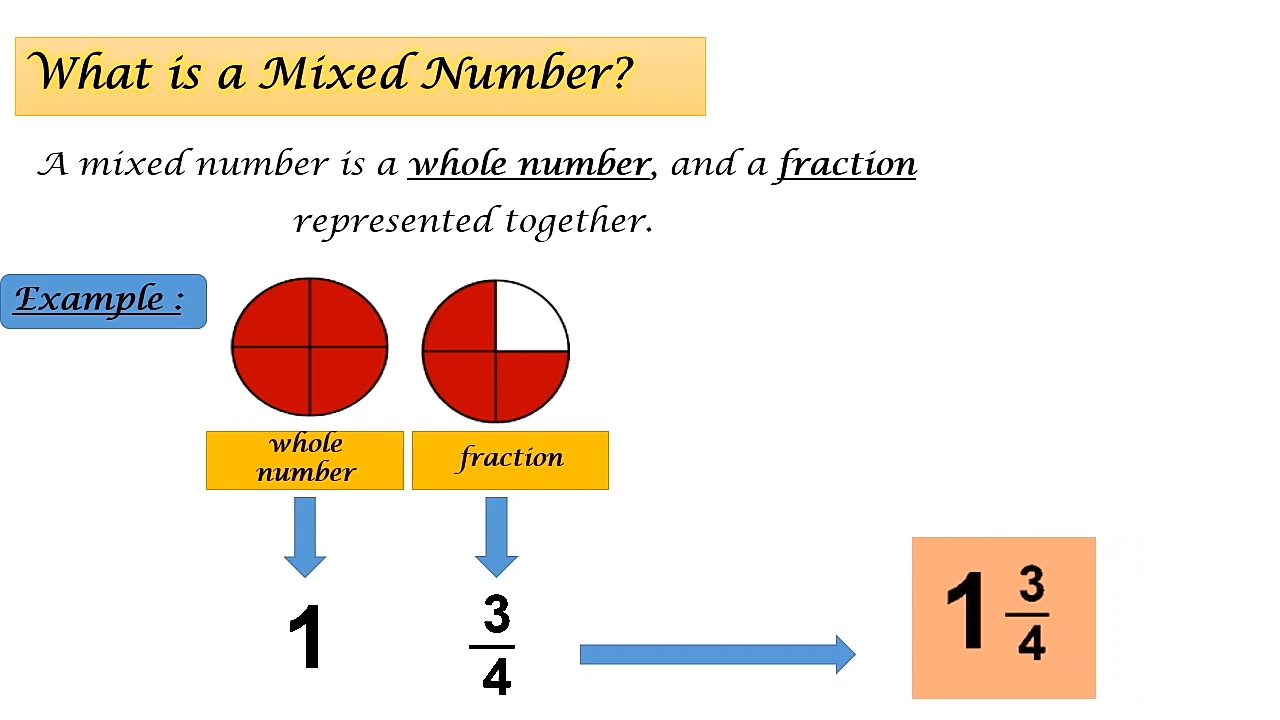 What is a Mixed Number?
A mixed number is a whole number, and a fraction
represented together.
Example :
whole
number
fraction
1
3
4
1 3
4